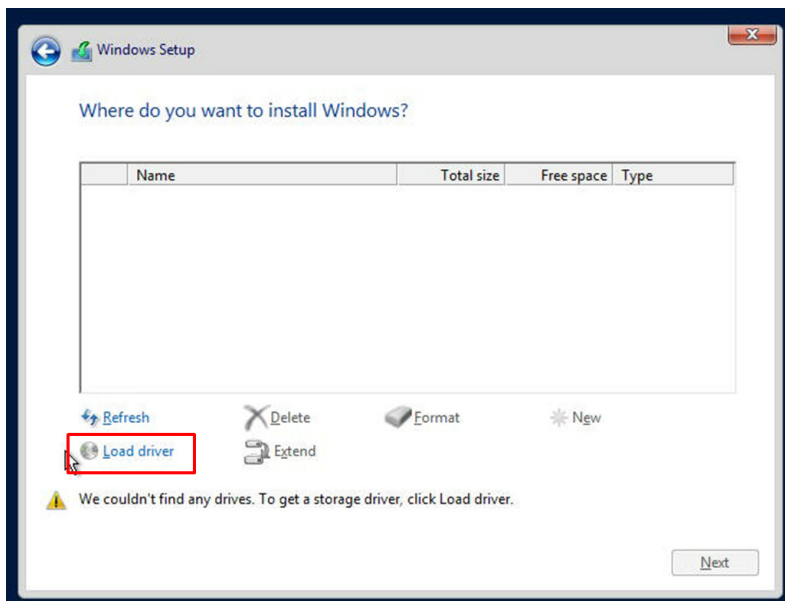 Windows Setup
Where do you want to install Windows?
Name Total size Free space Type
Refresh Delete Format New
Load driver Extend
We couldn't find any drives. To get a storage driver, click Load driver.
Next